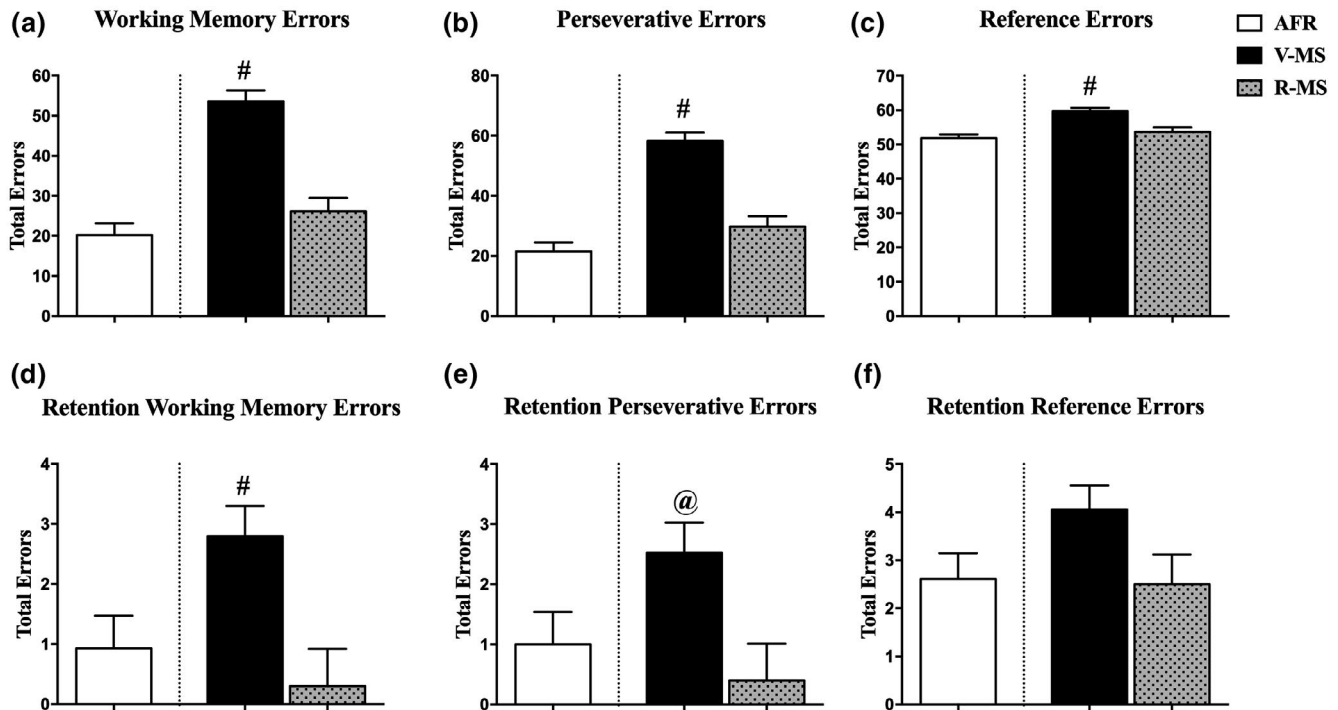 (a) Working Memory Errors
(b) Perseverative Errors
(c) Reference Errors
AFR
V-MS
R-MS
Total Errors
60
50
40
30
20
10
0
#
Total Errors
80
60
40
20
0
#
Total Errors
70
60
50
40
30
20
10
0
#
(d)
Retention Working Memory Errors
(e)
Retention Perseverative Errors
(f)
Retention Reference Errors
Total Errors
4
3
2
1
0
#
Total Errors
4
3
2
1
0
@
Total Errors
5
4
3
2
1
0